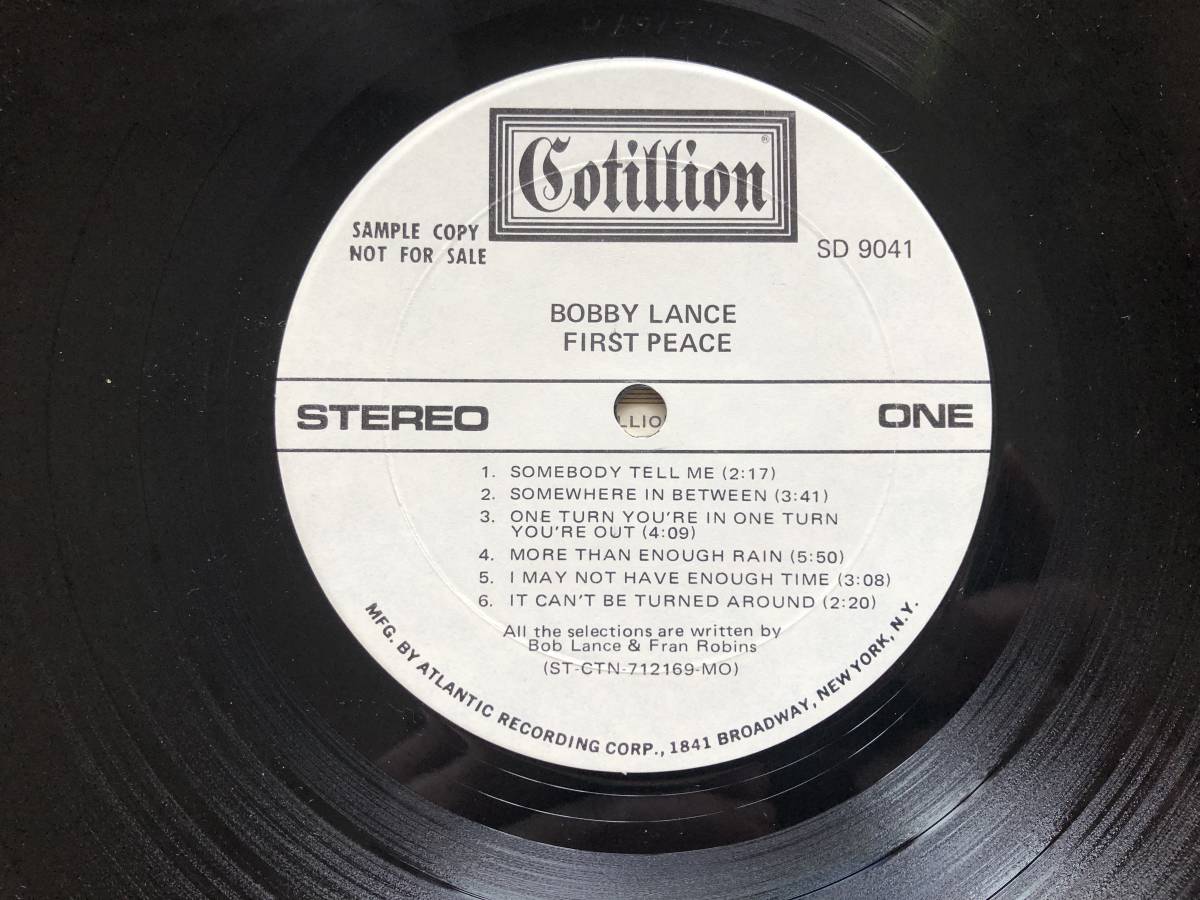 Cotillion®
SAMPLE COPY
NOT FOR SALE
SD 9041
BOBBY LANCE
FIRST PEACE
STEREO
ONE
LLIO
1. SOMEBODY TELL ME (2:17)
2. SOMEWHERE IN BETWEEN (3:41)
3. ONE TURN YOU'RE IN ONE TURN
YOU'RE OUT (4:09)
4. MORE THAN ENOUGH RAIN (5:50)
5. I MAY NOT HAVE ENOUGH TIME (3:08)
6. IT CAN'T BE TURNED AROUND (2:20)
All the selections are written by
Bob Lance & Fran Robins
(ST-CTN-712169-MO)
MFG. BY ATLANTIC RECORDING CORP., 1841 BROADWAY, NEW YORK, N.Y.